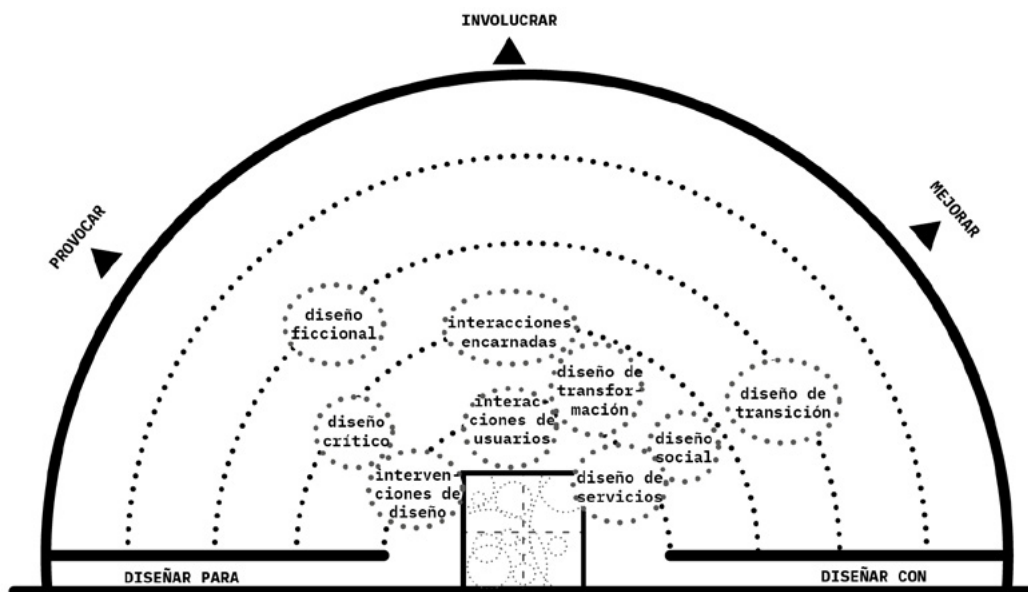 INVOLUCRAR
PROVOCAR
MEJORAR
diseño
ficcional
interacciones
encarnadas
diseño de
transfor-
mación
diseño de
transición
diseño
crítico
interac-
ciones de
usuarios
diseño
social
interven-
ciones de
diseño
diseño de
servicios
DISEÑAR PARA
DISEÑAR CON